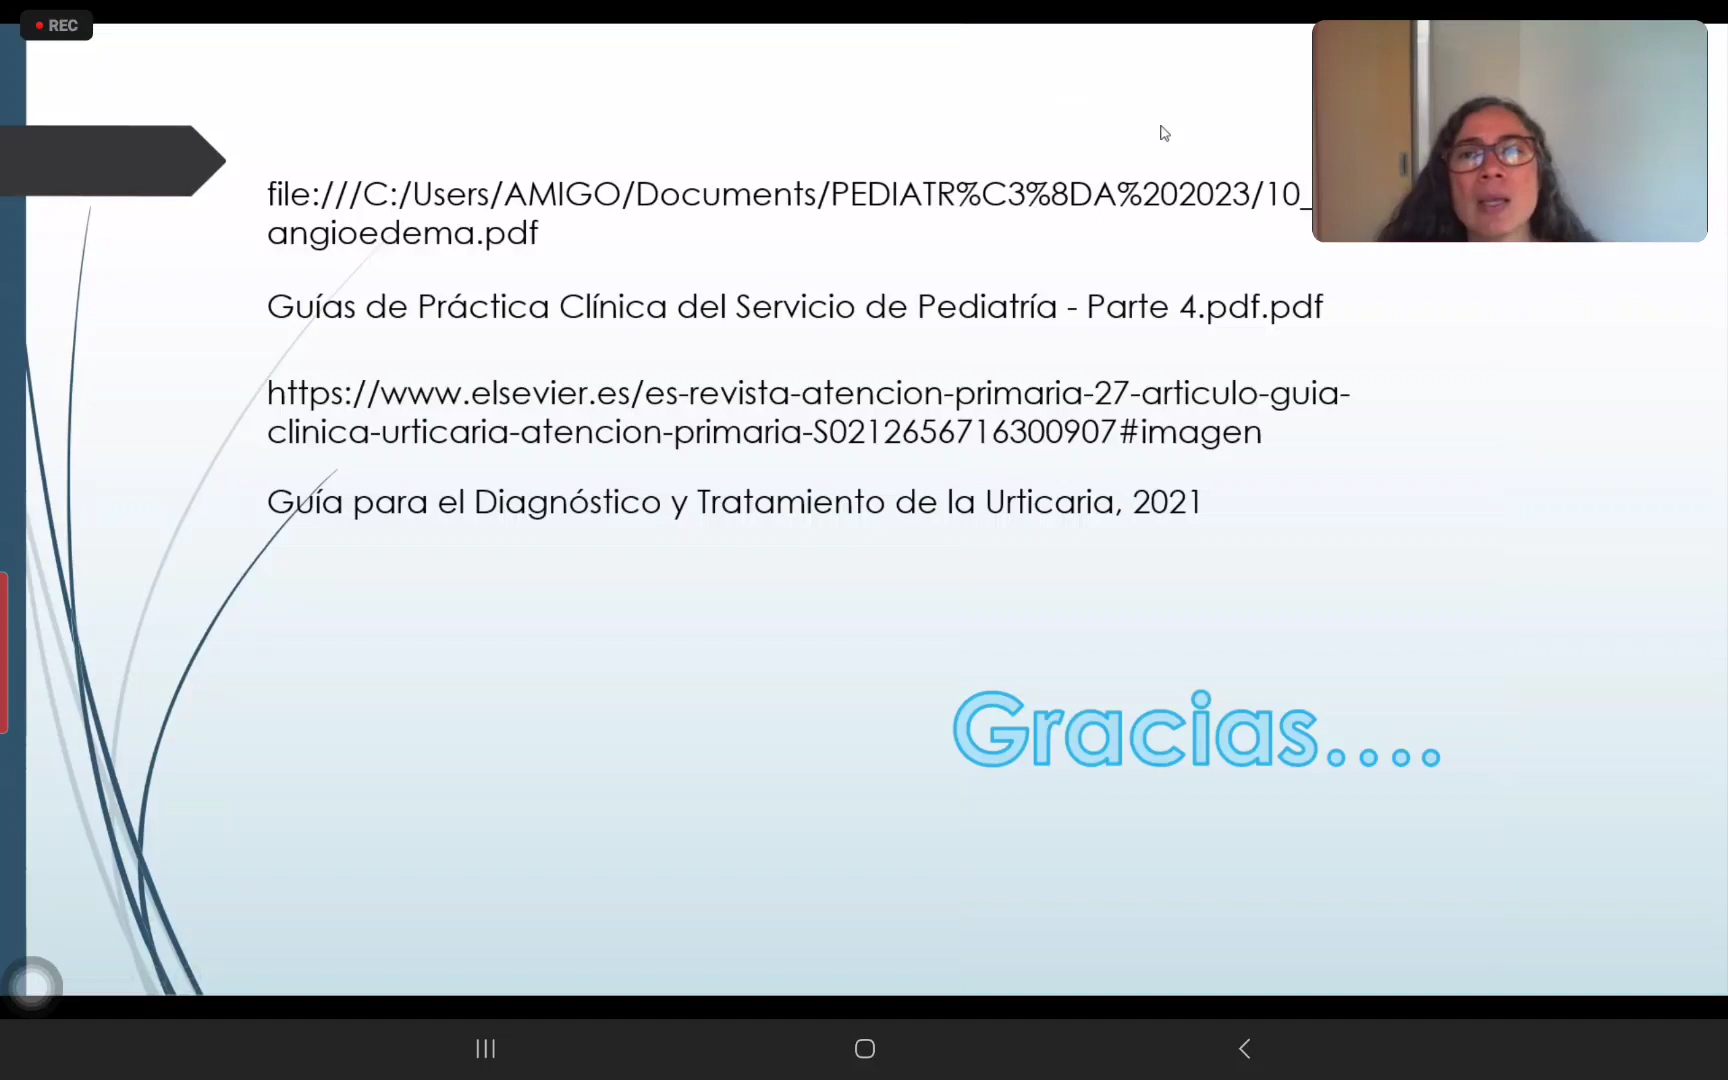 REC
file:///C:/Users/AMIGO/Documents/PEDIATR%C3%8DA%202023/10_
angioedema.pdf
Guías de Práctica Clínica del Servicio de Pediatría - Parte 4.pdf.pdf
https://www.elsevier.es/es-revista-atencion-primaria-27-articulo-guia-
clinica-urticaria-atencion-primaria-S0212656716300907#imagen
Guía para el Diagnóstico y Tratamiento de la Urticaria, 2021
Gracias....